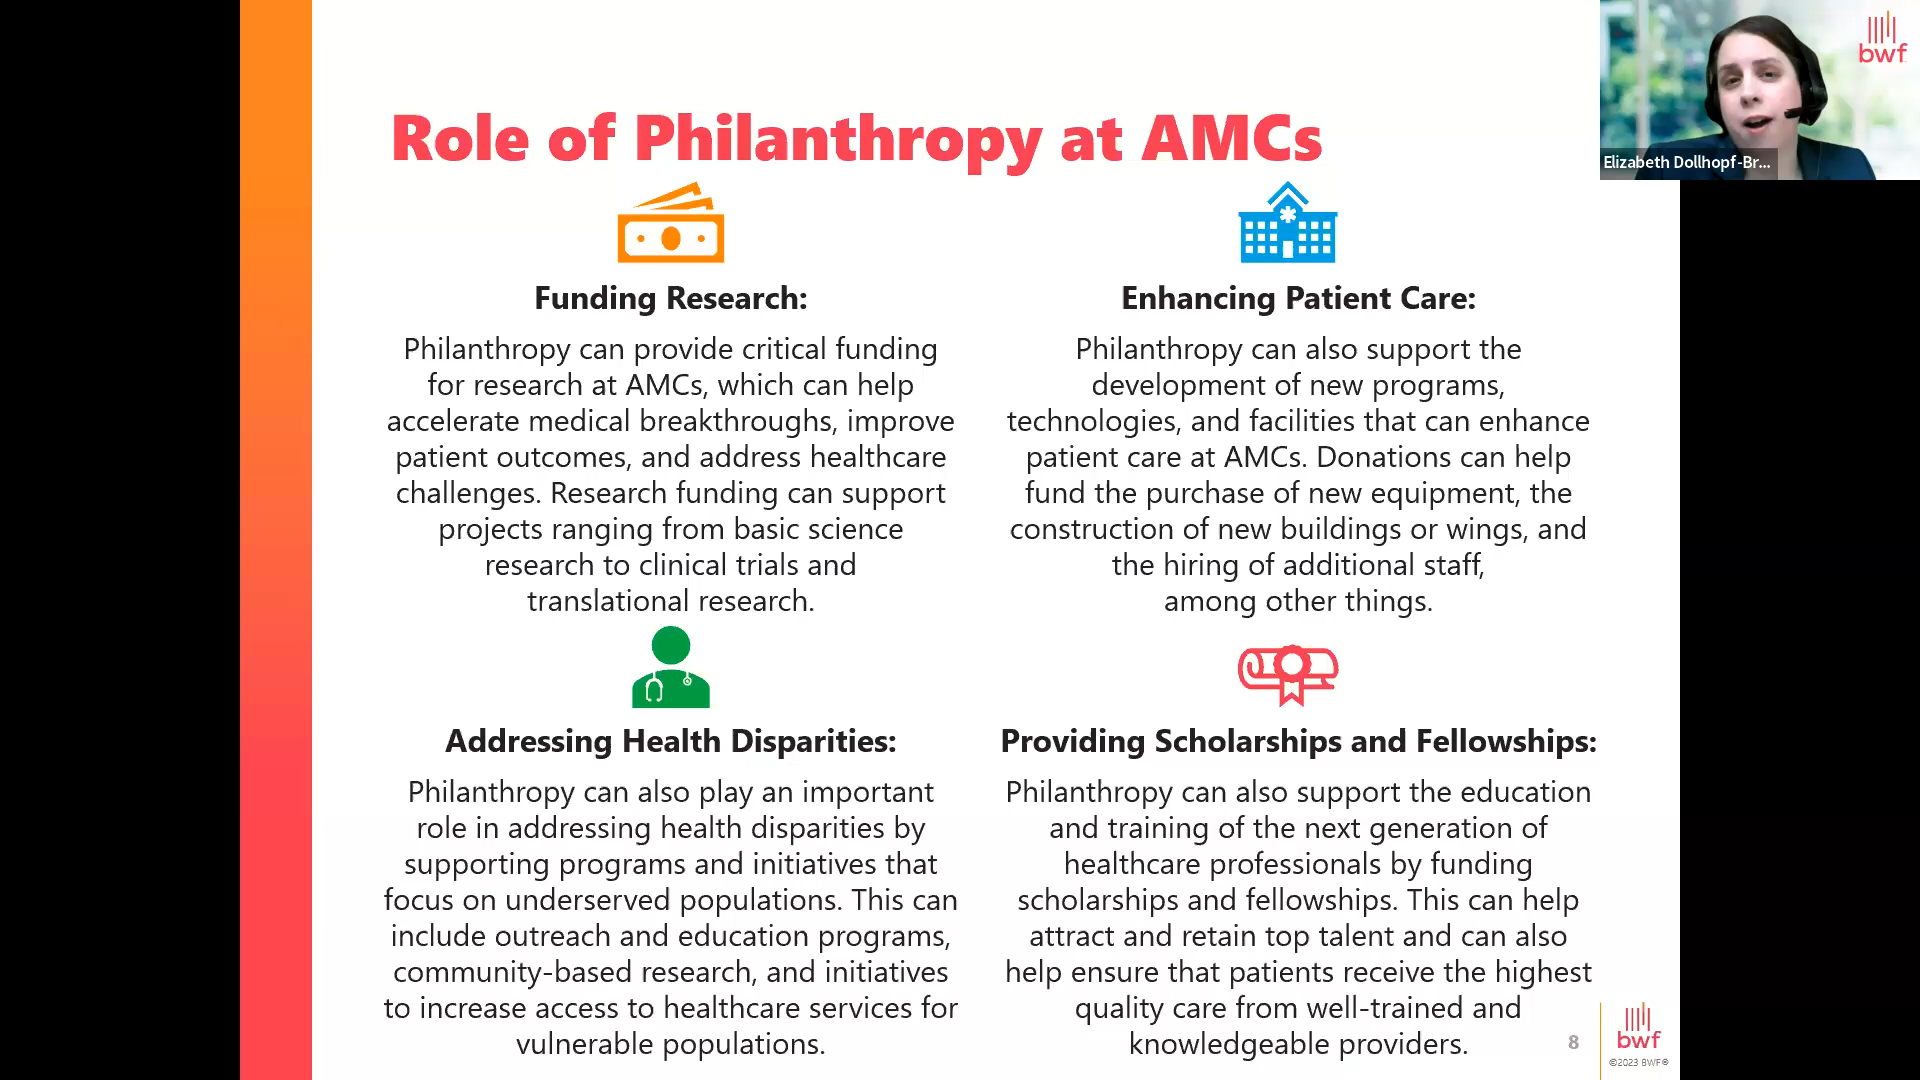 Role of Philanthropy at AMCs
Funding Research:
Philanthropy can provide critical funding
for research at AMCs, which can help
accelerate medical breakthroughs, improve
patient outcomes, and address healthcare
challenges. Research funding can support
projects ranging from basic science
research to clinical trials and
translational research.
Enhancing Patient Care:
Philanthropy can also support the
development of new programs,
technologies, and facilities that can enhance
patient care at AMCs. Donations can help
fund the purchase of new equipment, the
construction of new buildings or wings, and
the hiring of additional staff,
among other things.
Addressing Health Disparities:
Philanthropy can also play an important
role in addressing health disparities by
supporting programs and initiatives that
focus on underserved populations. This can
include outreach and education programs,
community-based research, and initiatives
to increase access to healthcare services for
vulnerable populations.
Providing Scholarships and Fellowships:
Philanthropy can also support the education
and training of the next generation of
healthcare professionals by funding
scholarships and fellowships. This can help
attract and retain top talent and can also
help ensure that patients receive the highest
quality care from well-trained and
knowledgeable providers.
8
bwf
©2023 BWF®
bwf
Elizabeth Dollhopf-Br...